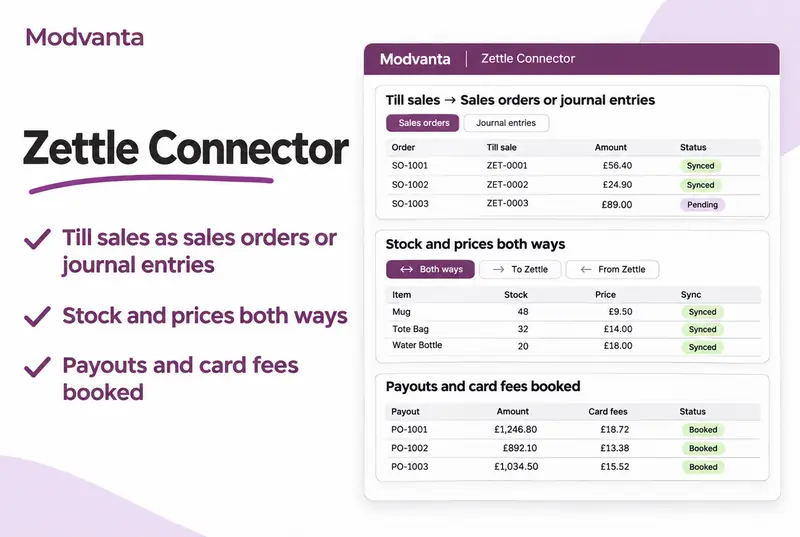 Modvanta
Zettle Connector
Till sales as sales orders or
journal entries
Stock and prices both ways
Payouts and card fees
booked
Modvanta | Zettle Connector
Till sales → Sales orders or journal entries
Sales orders Journal entries
Order Till sale Amount Status
SO-1001 ZET-0001 £56.40 Synced
SO-1002 ZET-0002 £24.90 Synced
SO-1003 ZET-0003 £89.00 Pending
Stock and prices both ways
↔ Both ways → To Zettle ← From Zettle
Item Stock Price Sync
Mug 48 £9.50 Synced
Tote Bag 32 £14.00 Synced
Water Bottle 20 £18.00 Synced
Payouts and card fees booked
Payout Amount Card fees Status
PO-1001 £1,246.80 £18.72 Booked
PO-1002 £892.10 £13.38 Booked
PO-1003 £1,034.50 £15.52 Booked